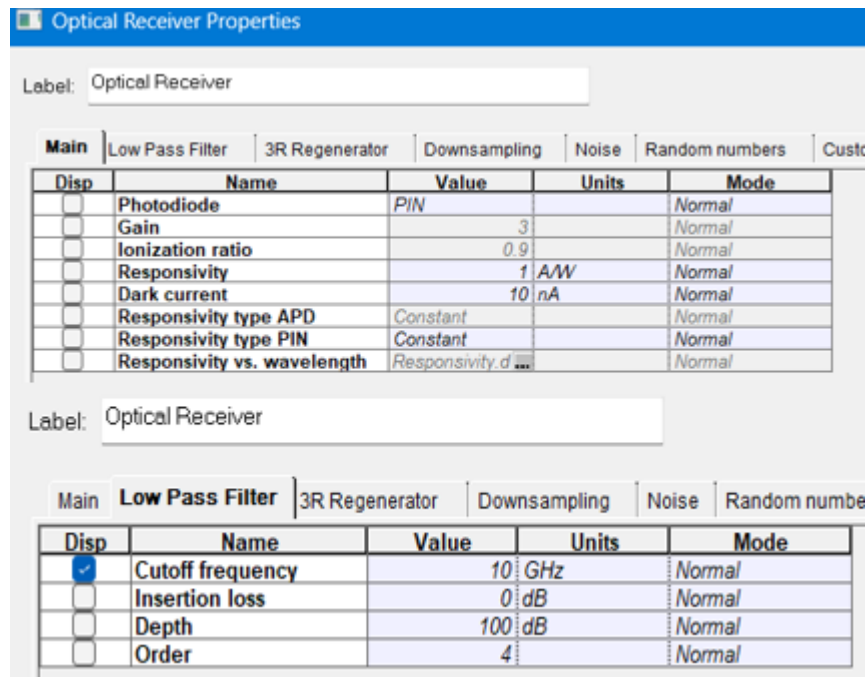 Optical Receiver Properties
Label: Optical Receiver
Main Low Pass Filter 3R Regenerator Downsampling Noise Random numbers Custo
Disp Name Value Units Mode
Photodiode PIN Normal
Gain 3 Normal
Ionization ratio 0.9 Normal
Responsivity 1 A/W Normal
Dark current 10 nA Normal
Responsivity type APD Constant Normal
Responsivity type PIN Constant Normal
Responsivity vs. wavelength Responsivity.d ... Normal
Label: Optical Receiver
Main Low Pass Filter 3R Regenerator Downsampling Noise Random numbe
Disp Name Value Units Mode
Cutoff frequency 10 GHz Normal
Insertion loss 0 dB Normal
Depth 100 dB Normal
Order 4 Normal